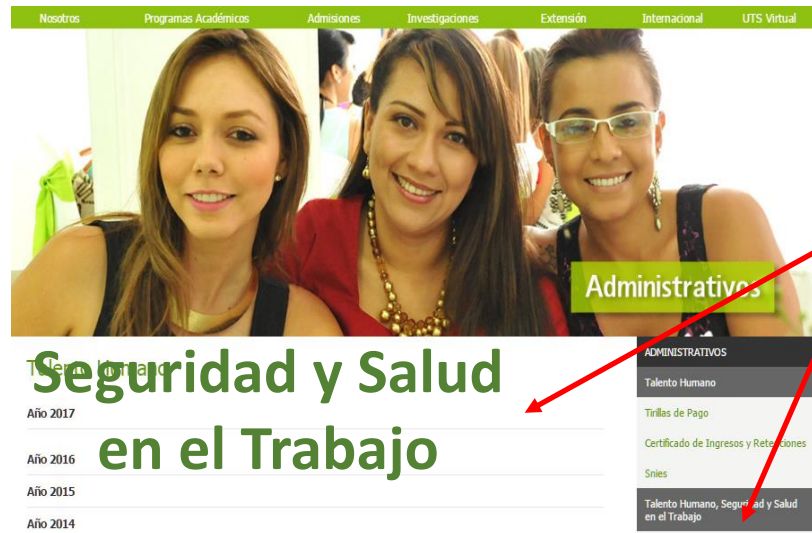 Nosotros Programas Académicos Admisiones Investigaciones Extensión Internacional UTS Virtual
Administrativos
Talento Humano
Seguridad y Salud
en el Trabajo
Año 2017
Año 2016
Año 2015
Año 2014
ADMINISTRATIVOS
Talento Humano
Tirillas de Pago
Certificado de Ingresos y Retenciones
Snies
Talento Humano, Seguridad y Salud
en el Trabajo